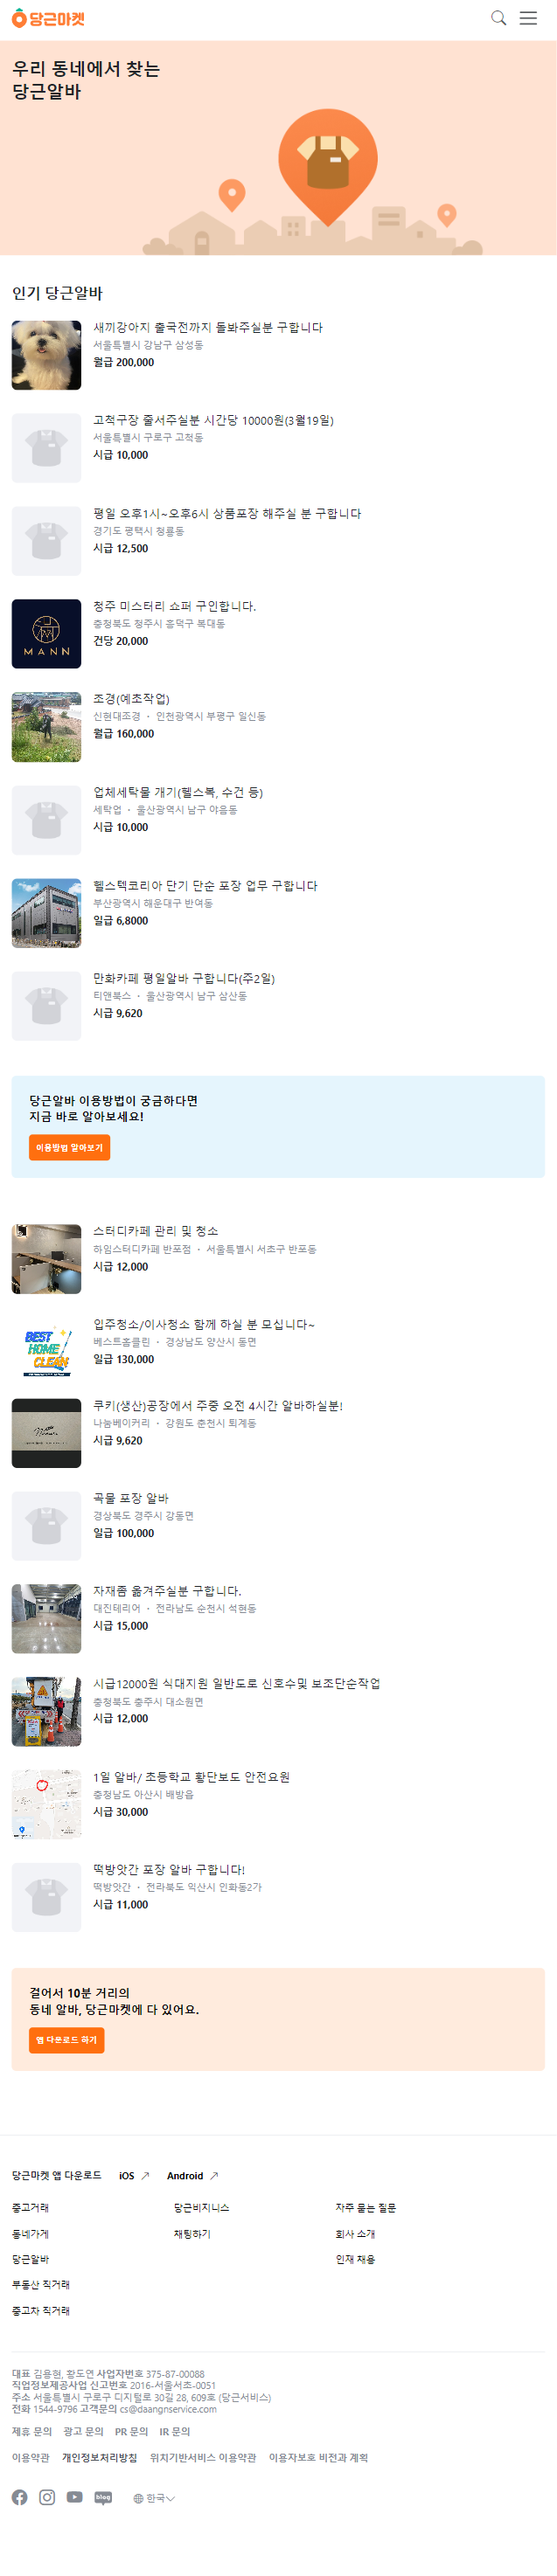 당근마켓
우리 동네에서 찾는
당근알바
인기 당근알바
새끼강아지 출국전까지 돌봐주실분 구합니다
서울특별시 강남구 삼성동
월급 200,000
고척구장 줄서주실분 시간당 10000원(3월19일)
서울특별시 구로구 고척동
시급 10,000
평일 오후1시~오후6시 상품포장 해주실 분 구합니다
경기도 평택시 청룡동
시급 12,500
MANN
청주 미스터리 쇼퍼 구인합니다.
충청북도 청주시 흥덕구 복대동
건당 20,000
조경(예초작업)
신현대조경 · 인천광역시 부평구 일신동
월급 160,000
업체세탁물 개기(헬스복, 수건 등)
세탁업 · 울산광역시 남구 야음동
시급 10,000
헬스텍코리아 단기 단순 포장 업무 구합니다
부산광역시 해운대구 반여동
일급 6,8000
만화카페 평일알바 구합니다(주2일)
티앤북스 · 울산광역시 남구 삼산동
시급 9,620
당근알바 이용방법이 궁금하다면
지금 바로 알아보세요!
이용방법 알아보기
스터디카페 관리 및 청소
하임스터디카페 반포점 · 서울특별시 서초구 반포동
시급 12,000
BEST
HOME
CLEAN
입주청소/이사청소 함께 하실 분 모십니다~
베스트홈클린 · 경상남도 양산시 동면
일급 130,000
쿠키(생산)공장에서 주중 오전 4시간 알바하실분!
나눔베이커리 · 강원도 춘천시 퇴계동
시급 9,620
곡물 포장 알바
경상북도 경주시 강동면
일급 100,000
자재좀 옮겨주실분 구합니다.
대진테리어 · 전라남도 순천시 석현동
시급 15,000
시급12000원 식대지원 일반도로 신호수및 보조단순작업
충청북도 충주시 대소원면
시급 12,000
1일 알바/ 초등학교 황단보도 안전요원
충청남도 아산시 배방읍
시급 30,000
떡방앗간 포장 알바 구합니다!
떡방앗간 · 전라북도 익산시 인화동2가
시급 11,000
걸어서 10분 거리의
동네 알바, 당근마켓에 다 있어요.
앱 다운로드 하기
당근마켓 앱 다운로드 iOS Android
중고거래 당근비지니스 자주 묻는 질문
동네가게 채팅하기 회사 소개
당근알바 인재 채용
부동산 직거래
중고차 직거래
대표 김용현, 황도연 사업자번호 375-87-00088
직업정보제공사업 신고번호 2016-서울서초-0051
주소 서울특별시 구로구 디지털로 30길 28, 609호 (당근서비스)
전화 1544-9796 고객문의 cs@daangnservice.com
제휴 문의 광고 문의 PR 문의 IR 문의
이용약관 개인정보처리방침 위치기반서비스 이용약관 이용자보호 비전과 계획
blog 한국